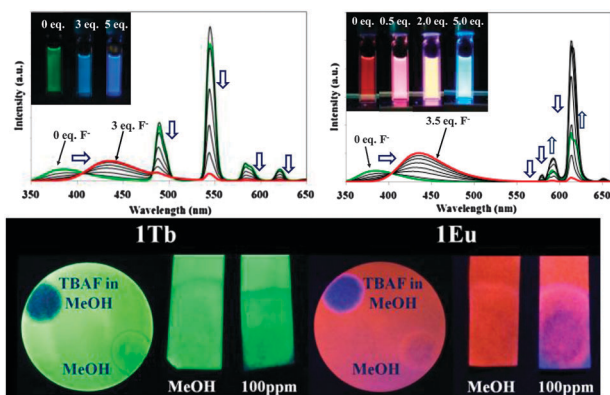 0 eq. 3 eq. 5 eq.
Intensity (a.u.)
0 eq. F⁻
3 eq. F⁻
350 400 450 500 550 600 650
Wavelength (nm)
0 eq. 0.5 eq. 2.0 eq. 5.0 eq.
Intensity (a.u.)
0 eq. F⁻
3.5 eq. F⁻
350 400 450 500 550 600 650
Wavelength (nm)
1Tb
TBAF in
MeOH
MeOH
MeOH 100ppm
1Eu
TBAF in
MeOH
MeOH
MeOH 100ppm